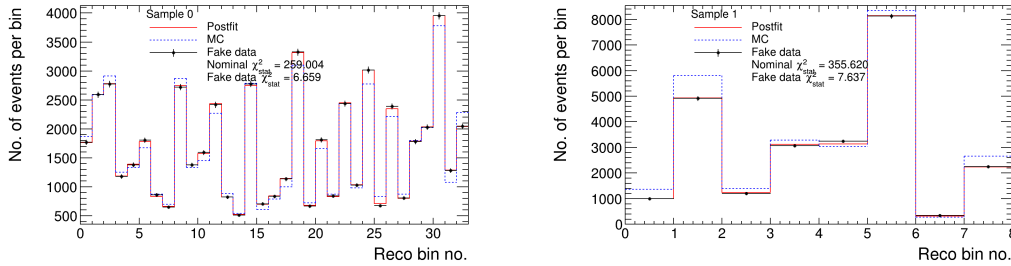 Sample 0
Postfit
MC
Fake data
Nominal χ²stat = 259.004
Fake data χ²stat = 6.659
No. of events per bin
4000
3500
3000
2500
2000
1500
1000
500
0 5 10 15 20 25 30
Reco bin no.
Sample 1
Postfit
MC
Fake data
Nominal χ²stat = 355.620
Fake data χ²stat = 7.637
No. of events per bin
8000
7000
6000
5000
4000
3000
2000
1000
0
0 1 2 3 4 5 6 7 8
Reco bin no.